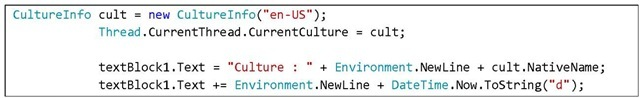 CultureInfo cult = new CultureInfo("en-US");
Thread.CurrentThread.CurrentCulture = cult;
textBlock1.Text = "Culture : " + Environment.NewLine + cult.NativeName;
textBlock1.Text += Environment.NewLine + DateTime.Now.ToString("d");